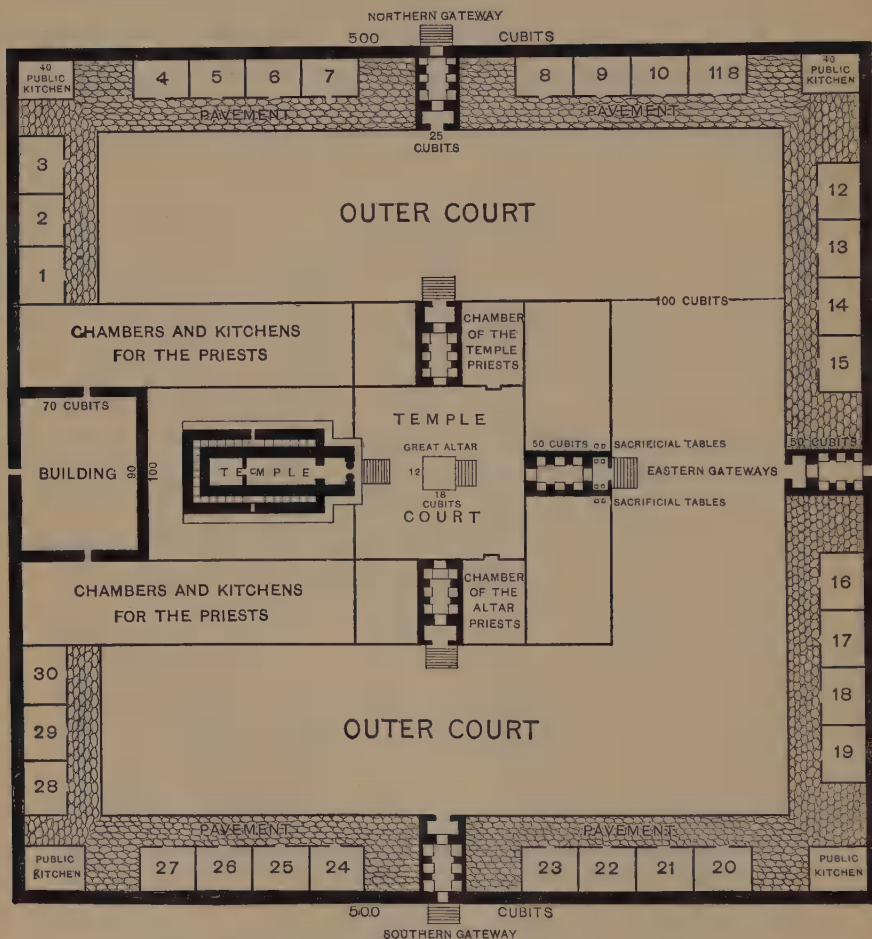 NORTHERN GATEWAY
500 CUBITS
40
PUBLIC
KITCHEN
4 5 6 7
8 9 10 11 8
40
PUBLIC
KITCHEN
PAVEMENT
PAVEMENT
25
CUBITS
3
2
1
OUTER COURT
12
13
14
15
100 CUBITS
CHAMBERS AND KITCHENS
FOR THE PRIESTS
CHAMBER
OF THE
TEMPLE
PRIESTS
70 CUBITS
BUILDING
90
100
TEMPLE
TEMPLE
GREAT ALTAR
12
18
CUBITS
COURT
50 CUBITS
SACRIFICIAL TABLES
EASTERN GATEWAYS
SACRIFICIAL TABLES
50 CUBITS
CHAMBERS AND KITCHENS
FOR THE PRIESTS
CHAMBER
OF THE
ALTAR
PRIESTS
16
17
18
19
30
29
28
OUTER COURT
PAVEMENT
PAVEMENT
PUBLIC
KITCHEN
27 26 25 24
23 22 21 20
PUBLIC
KITCHEN
500 CUBITS
SOUTHERN GATEWAY